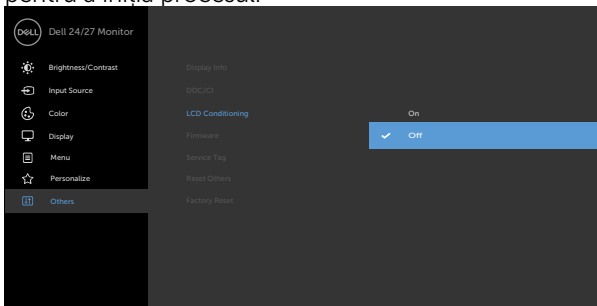 pentru a iniția procesul.
DELL
Dell 24/27 Monitor
Brightness/Contrast
Display Info
Input Source
DDC/CI
Color
LCD Conditioning
On
Display
Firmware
Off
Menu
Service Tag
Personalize
Reset Others
Others
Factory Reset